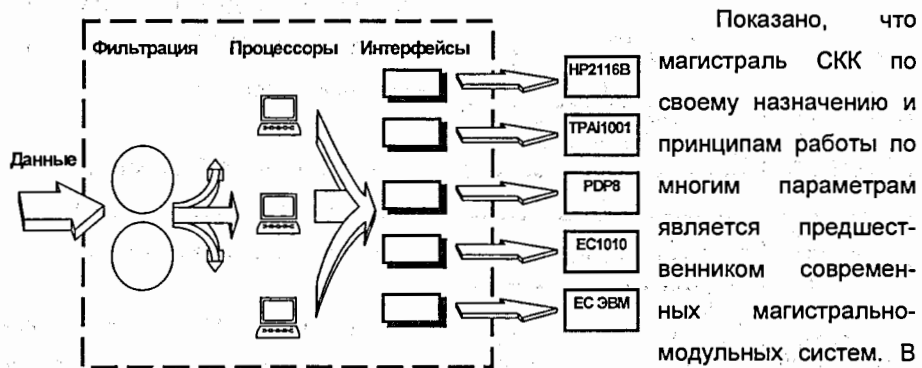 Фильтрация Процессоры Интерфейсы
Данные
HP2116B
TPAi1001
PDP8
EC1010
ЕС ЭВМ
Показано, что
магистраль СКК по
своему назначению и
принципам работы по
многим параметрам
является предшест-
венником современ-
ных магистрально-
модульных систем. В